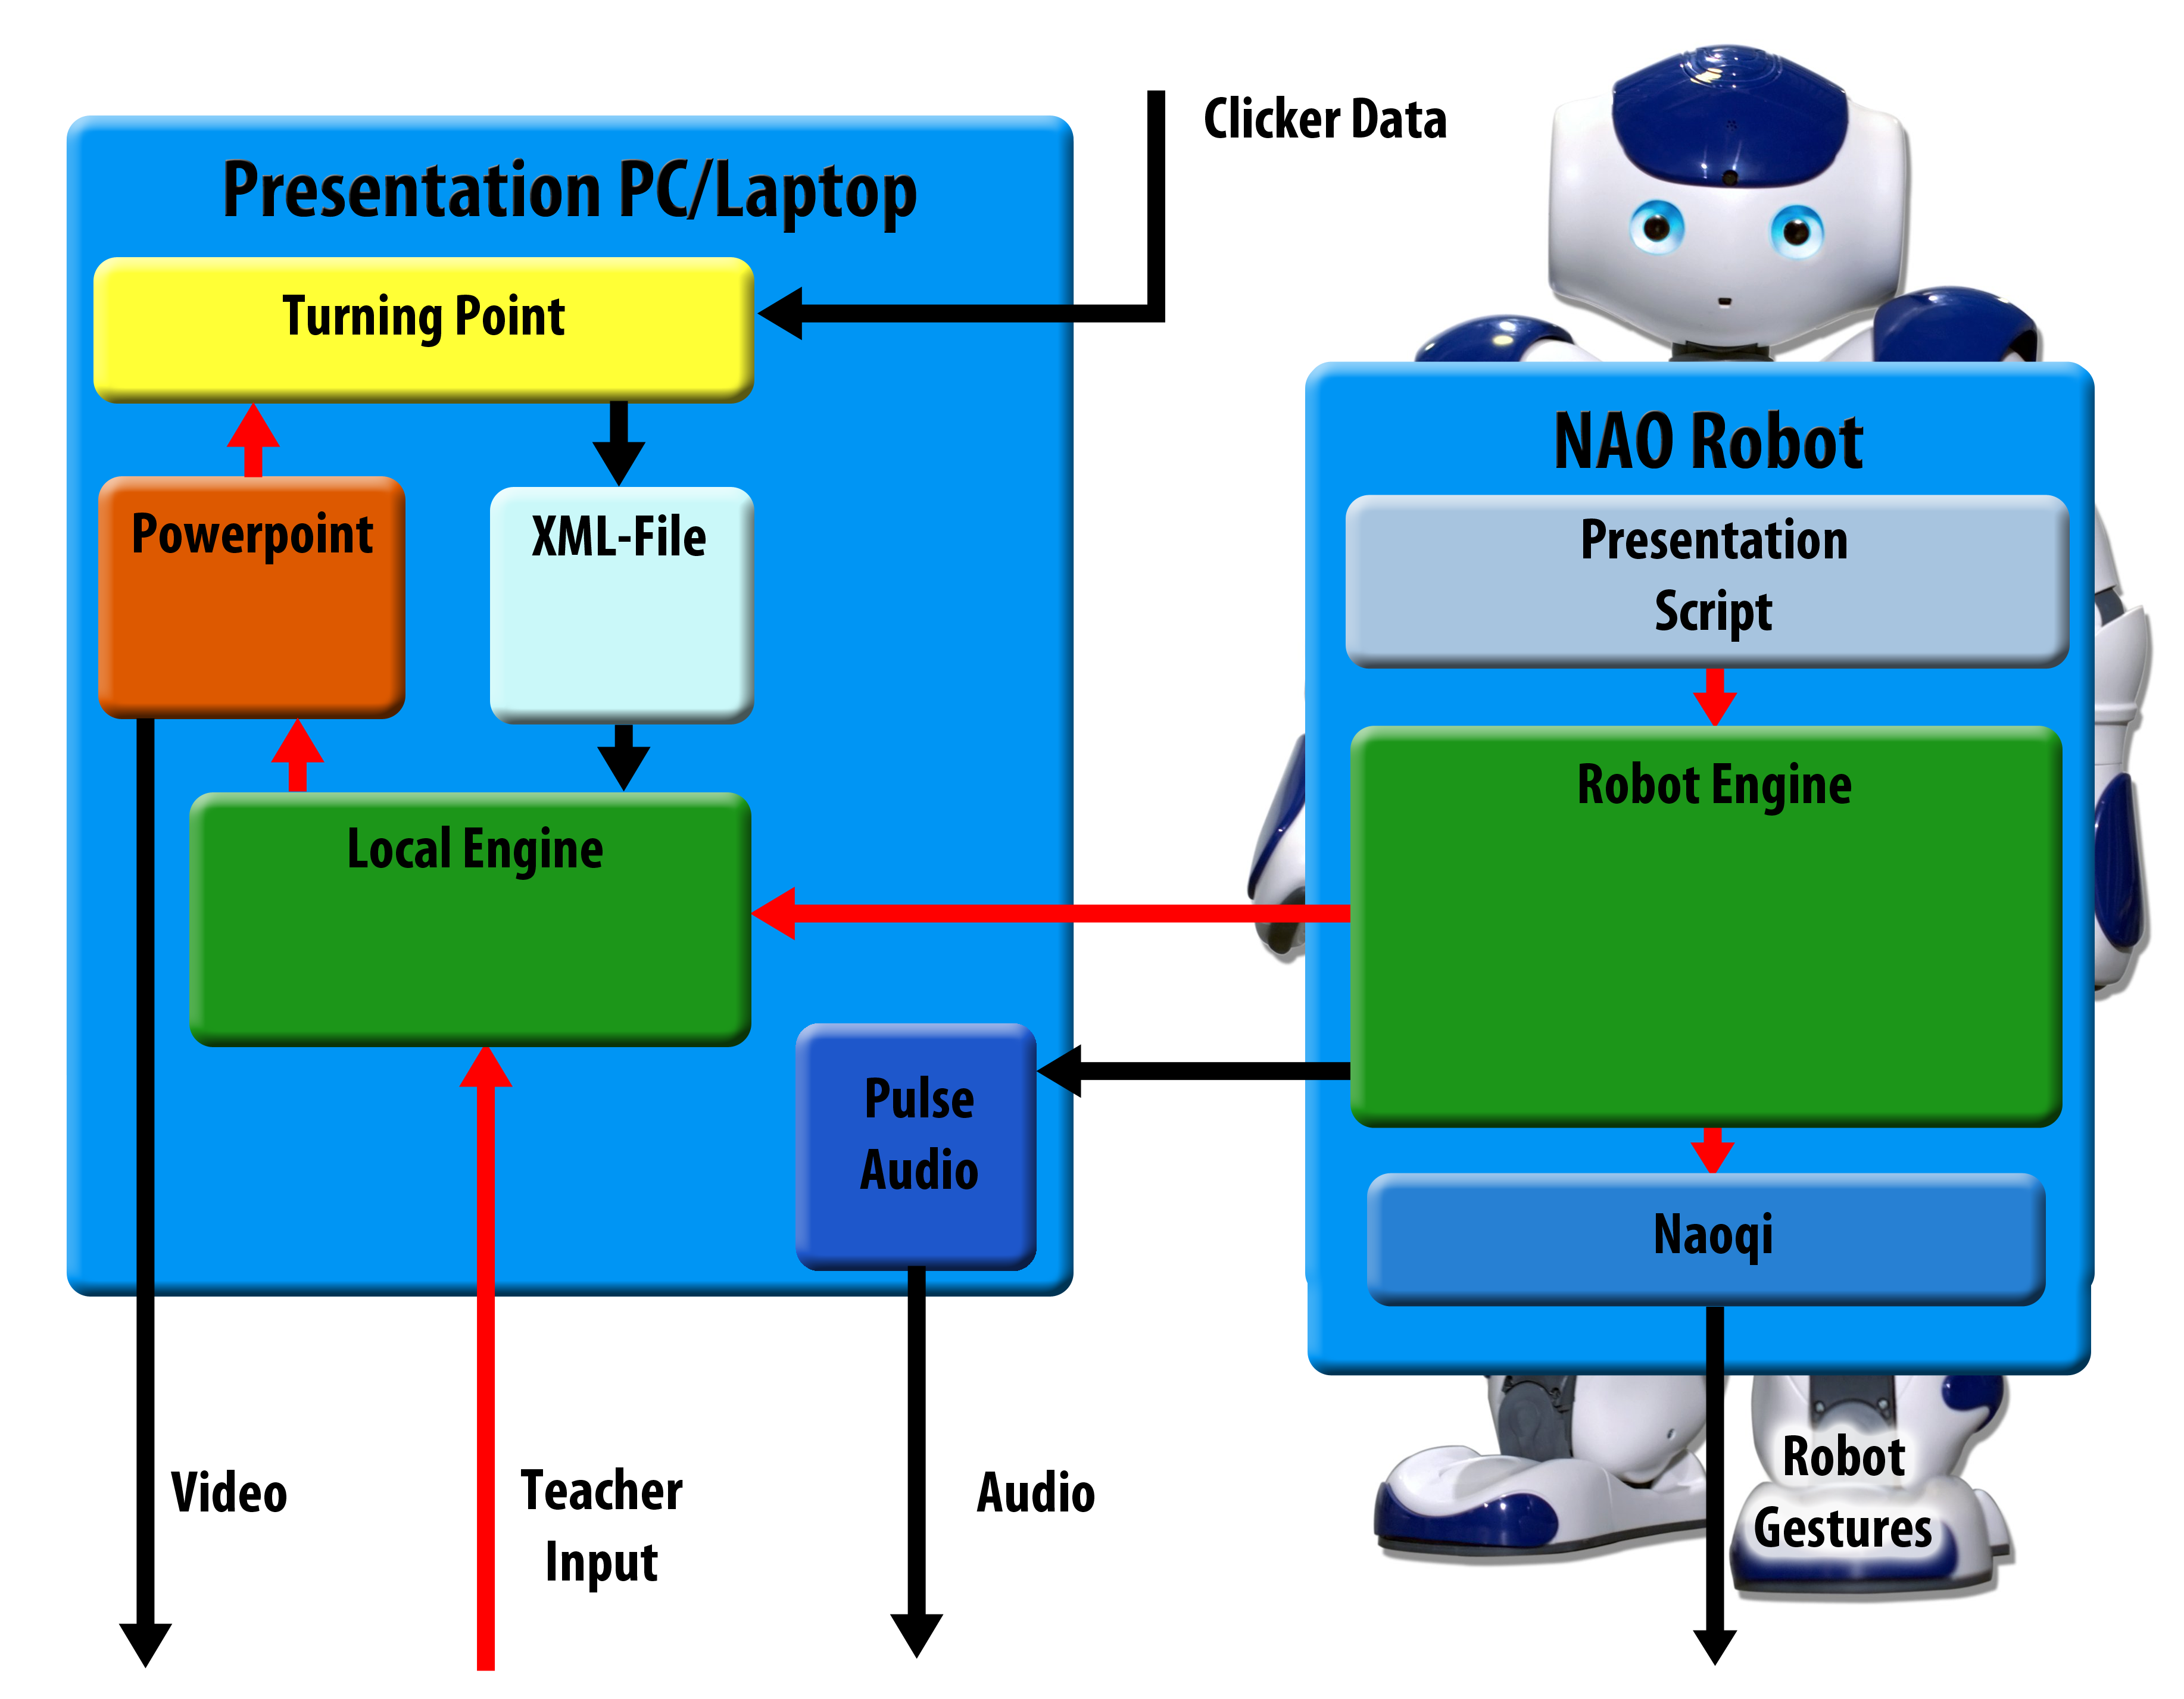 Clicker Data
Presentation PC/Laptop
Turning Point
Powerpoint
XML-File
Local Engine
Pulse
Audio
NAO Robot
Presentation
Script
Robot Engine
Naoqi
Video
Teacher
Input
Audio
Robot
Gestures